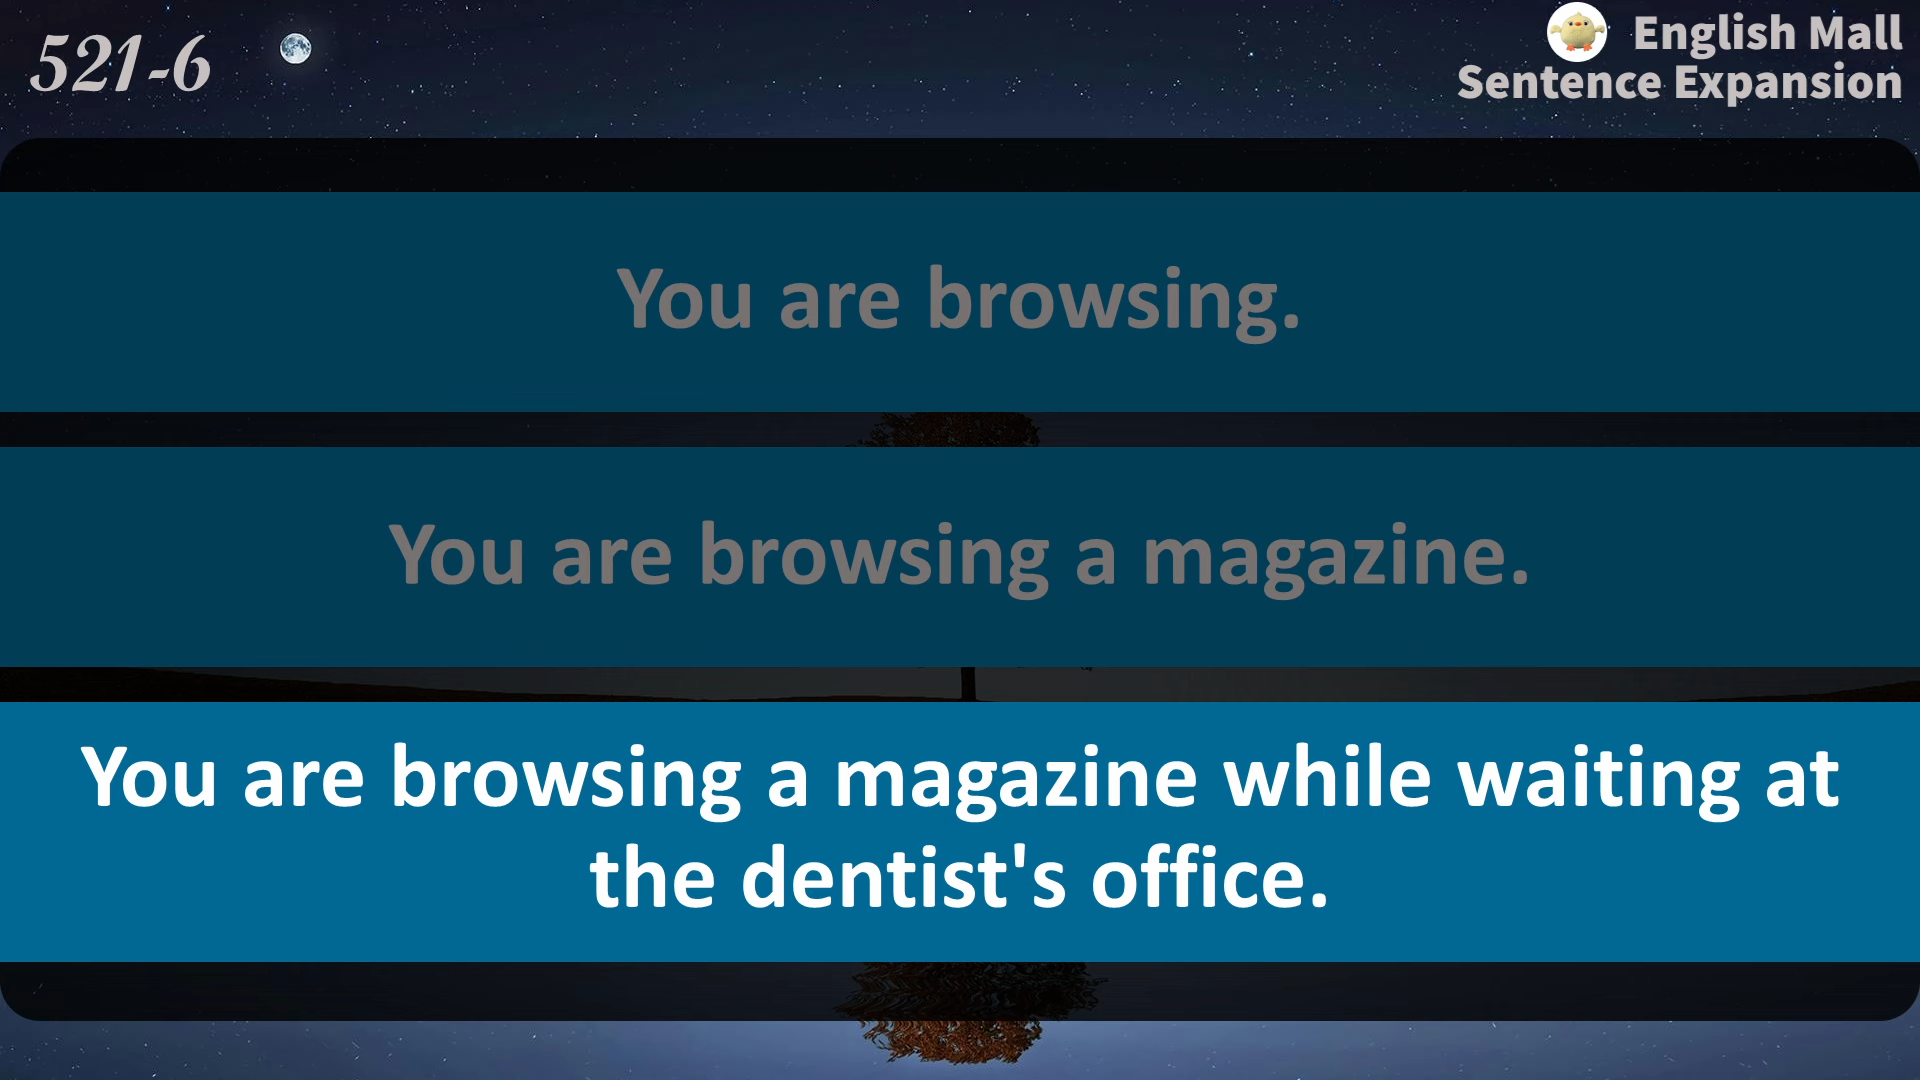 521-6
English Mall
Sentence Expansion
You are browsing.
You are browsing a magazine.
You are browsing a magazine while waiting at
the dentist's office.